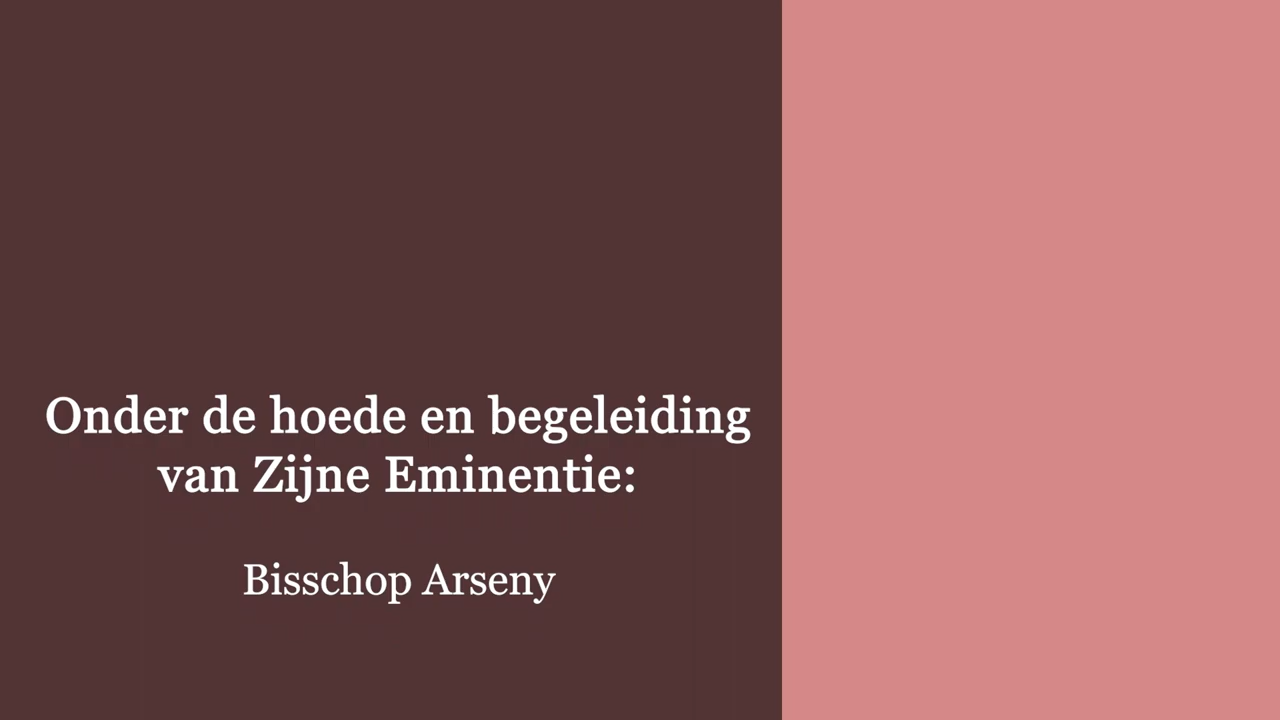 Onder de hoede en begeleiding
van Zijne Eminentie:
Bisschop Arseny